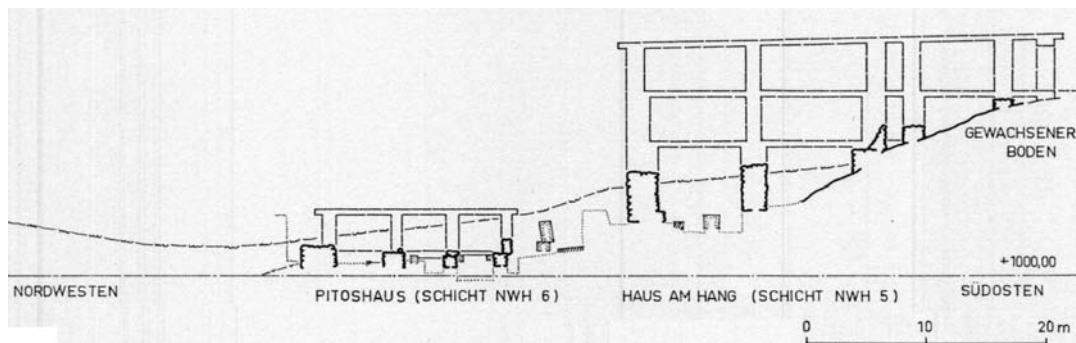 GEWACHSENER
BODEN
+1000,00
NORDWESTEN
PITOSHAUS (SCHICHT NWH 6)
HAUS AM HANG (SCHICHT NWH 5)
SÜDOSTEN
0 10 20 m